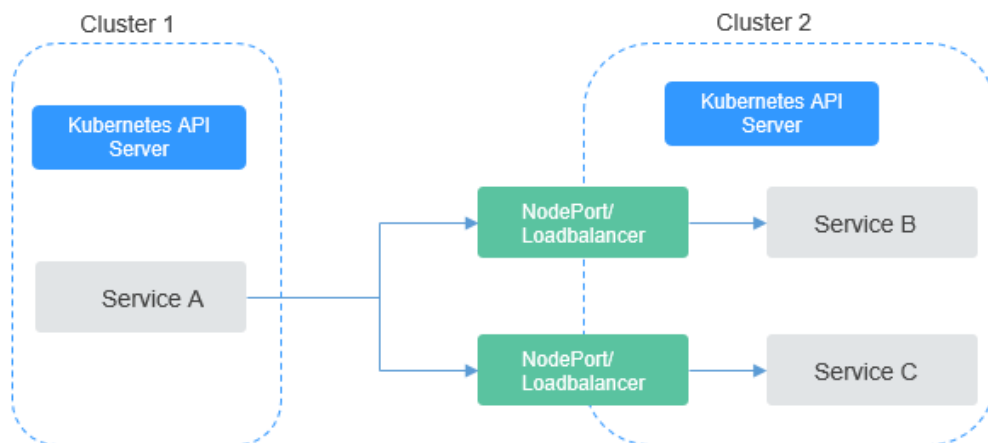 Cluster 1
Cluster 2
Kubernetes API
Server
Kubernetes API
Server
NodePort/
Loadbalancer
Service B
Service A
NodePort/
Loadbalancer
Service C